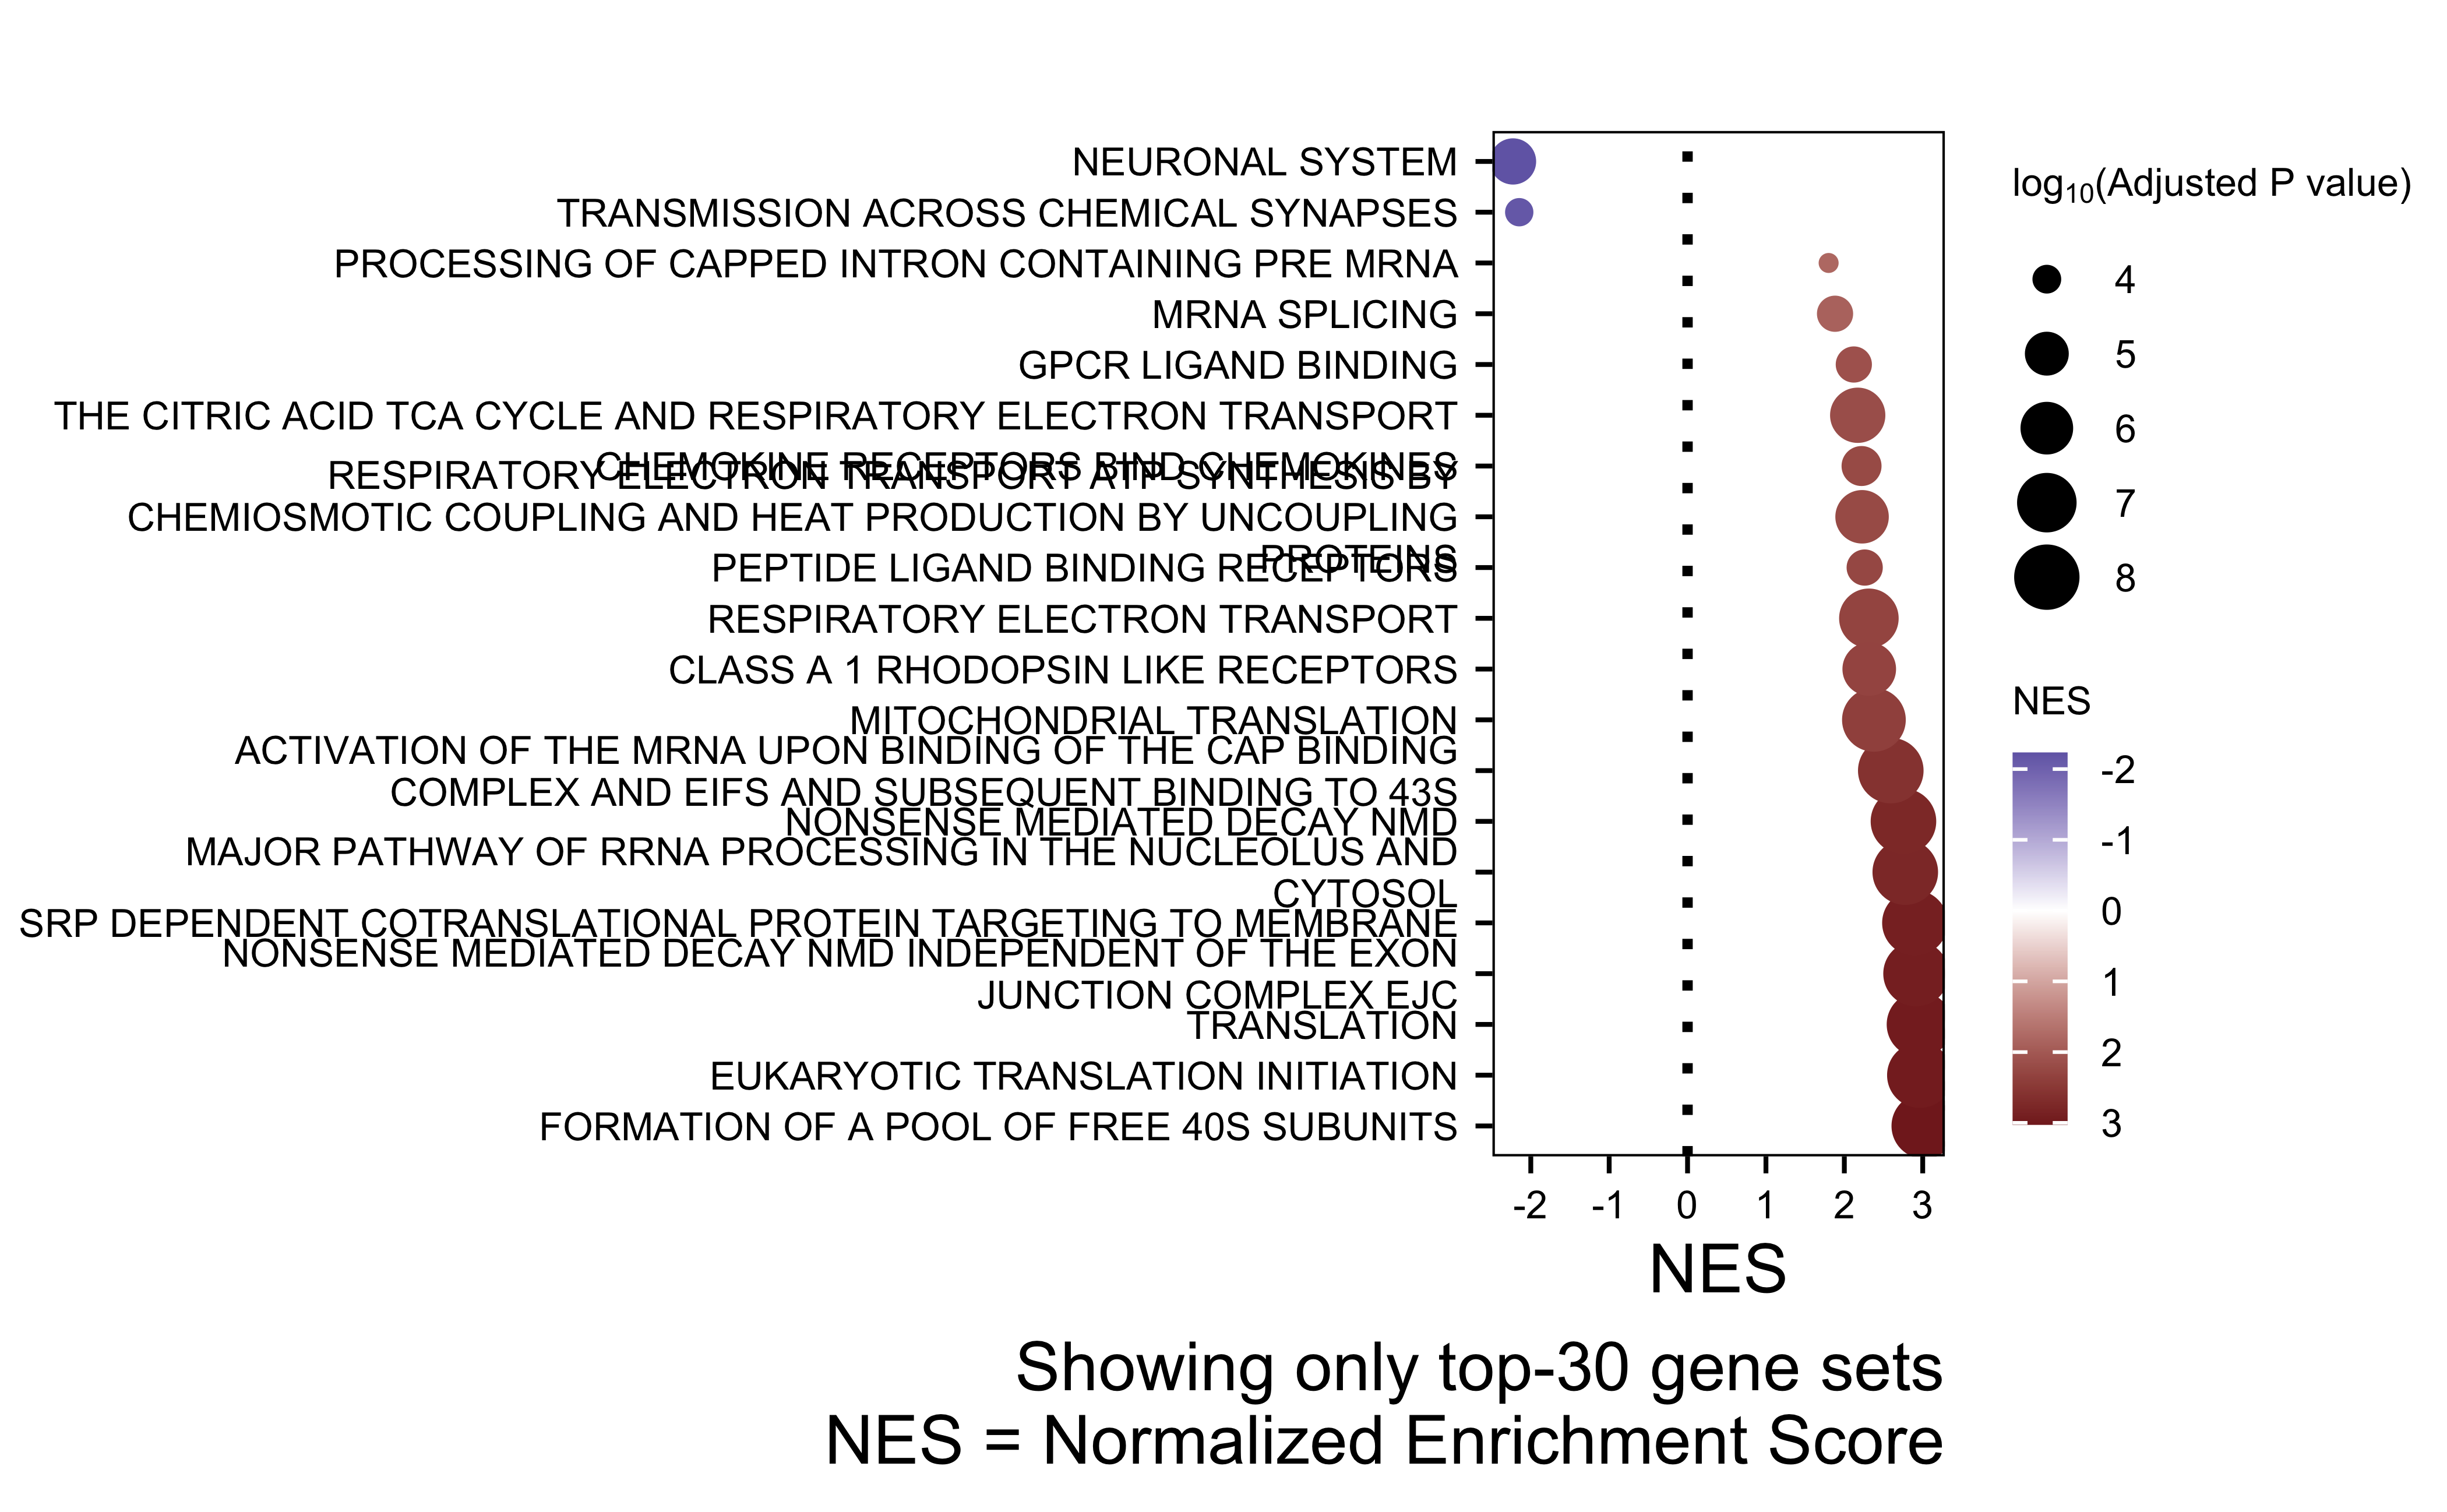 NEURONAL SYSTEM
TRANSMISSION ACROSS CHEMICAL SYNAPSES
PROCESSING OF CAPPED INTRON CONTAINING PRE MRNA
MRNA SPLICING
GPCR LIGAND BINDING
THE CITRIC ACID TCA CYCLE AND RESPIRATORY ELECTRON TRANSPORT
CHEMOKINE RECEPTORS BIND CHEMOKINES
RESPIRATORY ELECTRON TRANSPORT ATP SYNTHESIS BY
CHEMIOSMOTIC COUPLING AND HEAT PRODUCTION BY UNCOUPLING
PROTEINS
PEPTIDE LIGAND BINDING RECEPTORS
RESPIRATORY ELECTRON TRANSPORT
CLASS A 1 RHODOPSIN LIKE RECEPTORS
MITOCHONDRIAL TRANSLATION
ACTIVATION OF THE MRNA UPON BINDING OF THE CAP BINDING
COMPLEX AND EIFS AND SUBSEQUENT BINDING TO 43S
NONSENSE MEDIATED DECAY NMD
MAJOR PATHWAY OF RRNA PROCESSING IN THE NUCLEOLUS AND
CYTOSOL
SRP DEPENDENT COTRANSLATIONAL PROTEIN TARGETING TO MEMBRANE
NONSENSE MEDIATED DECAY NMD INDEPENDENT OF THE EXON
JUNCTION COMPLEX EJC
TRANSLATION
EUKARYOTIC TRANSLATION INITIATION
FORMATION OF A POOL OF FREE 40S SUBUNITS
-2 -1 0 1 2 3
NES
Showing only top-30 gene sets
NES = Normalized Enrichment Score
log10(Adjusted P value)
4
5
6
7
8
NES
-2
-1
0
1
2
3